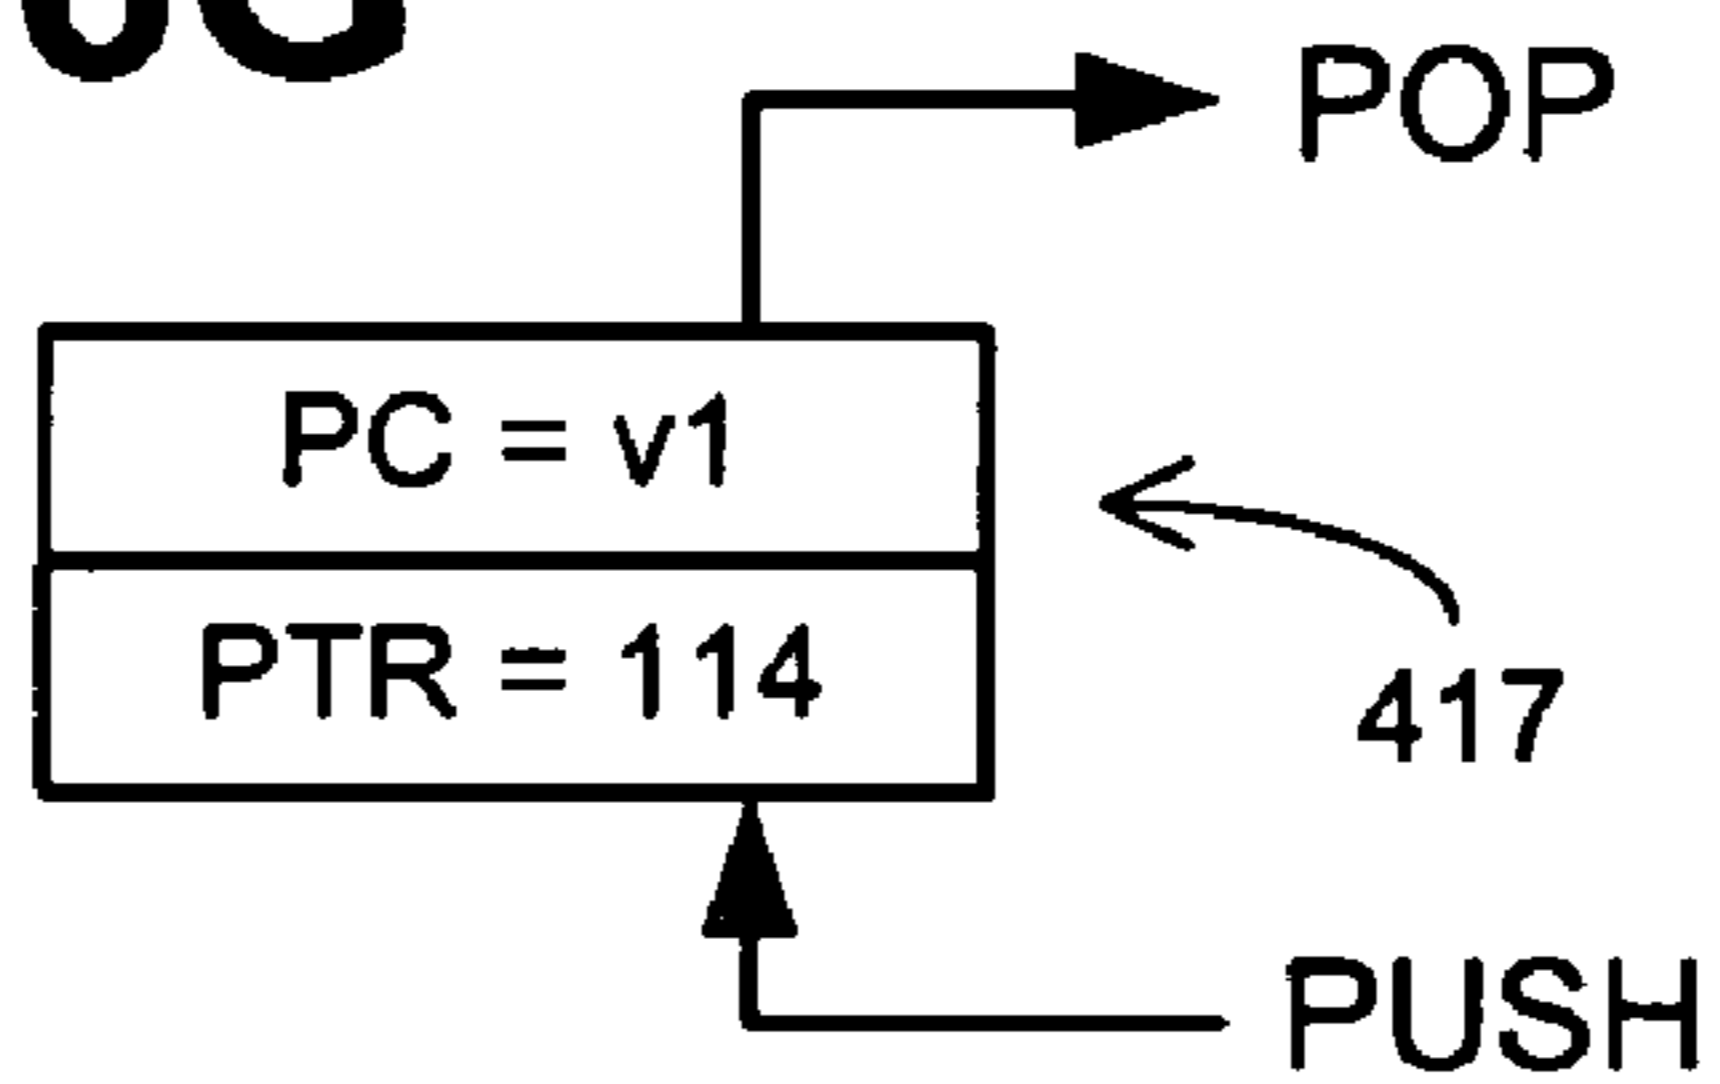 POP
PC = v1
PTR = 114
417
PUSH